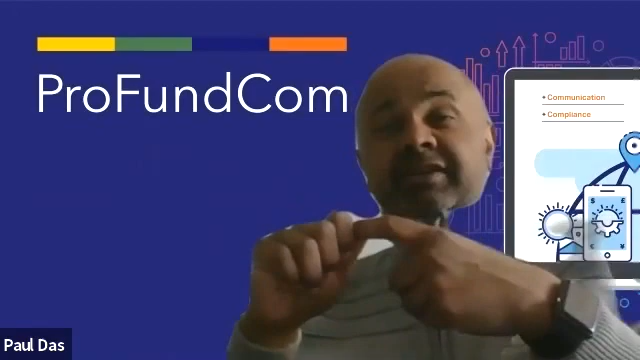 ProFundCom
+ Communication
+ Compliance
$ £
€ ¥
Paul Das